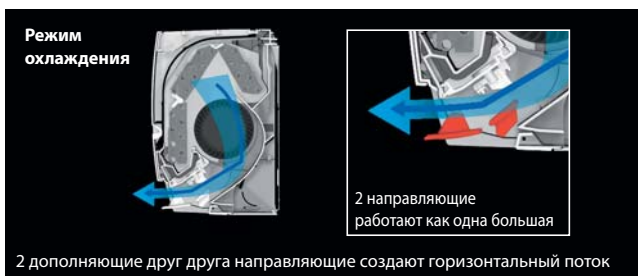 Режим
охлаждения
2 направляющие
работают как одна большая
2 дополняющие друг друга направляющие создают горизонтальный поток